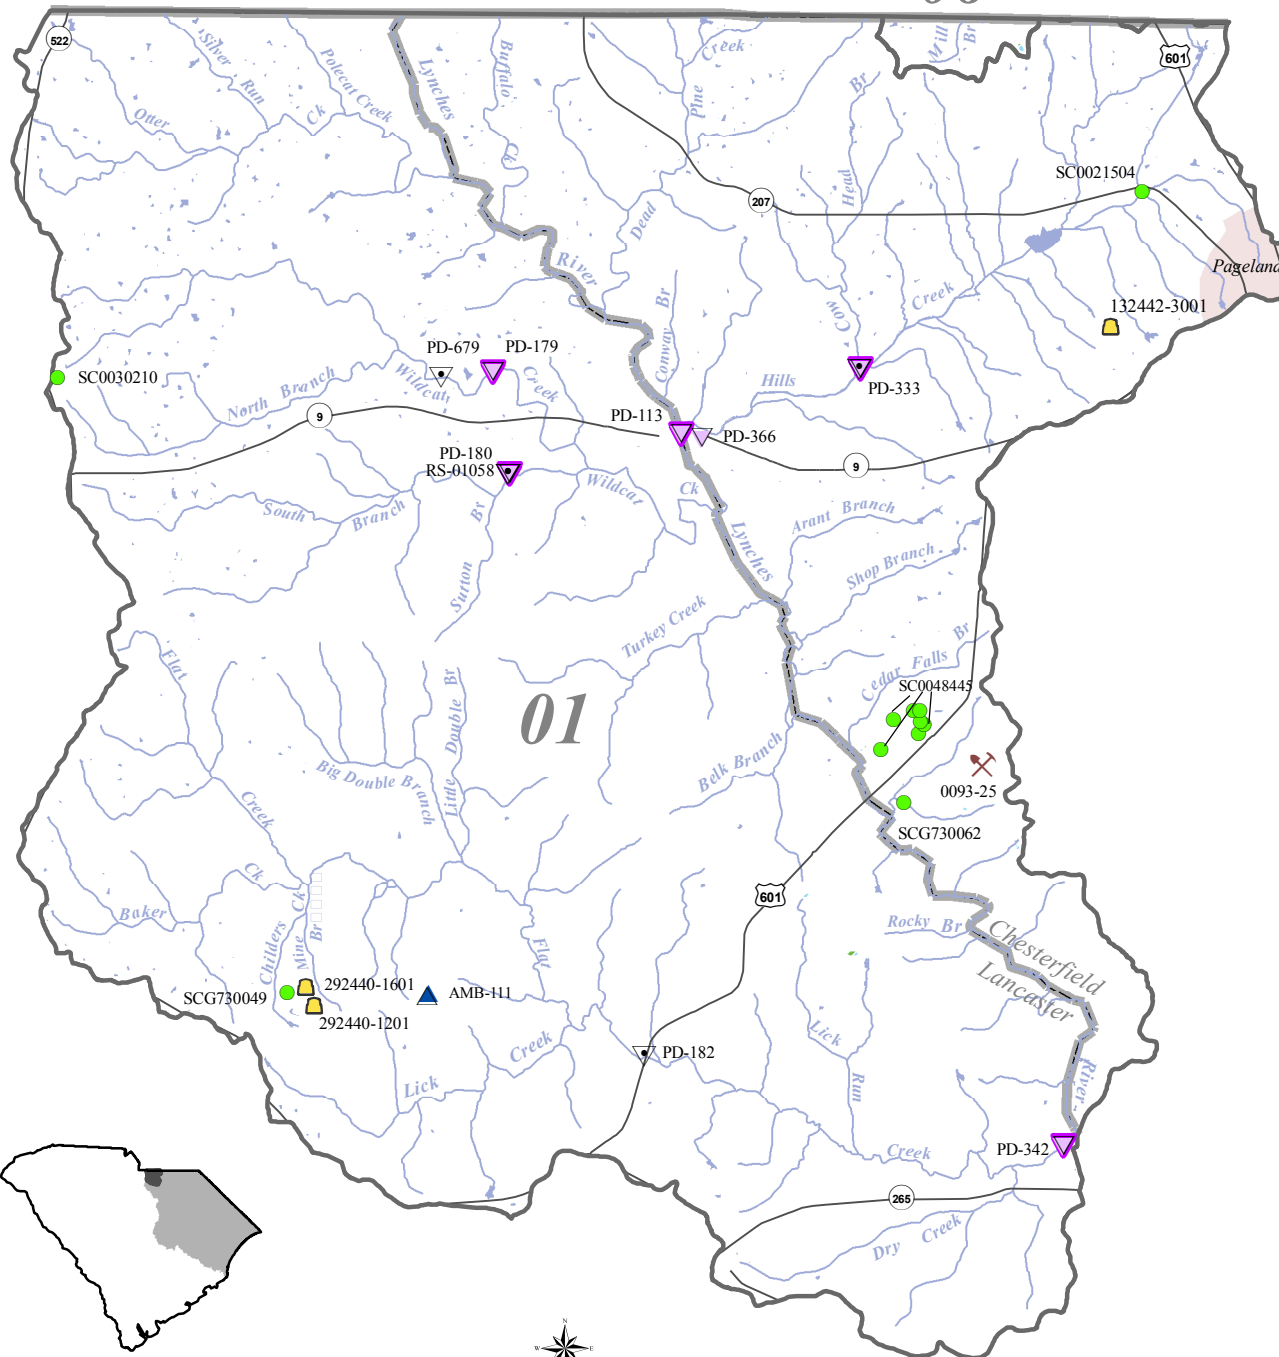 522
Silver
Run
Otter
Ck
Polecat Creek
Lynches
Buffalo
Ck
Creek
Pine
Mill
Br
Br
Head
601
SC0021504
207
Dead
River
Pageland
132442-3001
Creek
Cow
Conway Br
PD-679
PD-179
SC0030210
North Branch
Wildcat
Creek
Hills
PD-333
9
PD-113
PD-366
9
PD-180
RS-01058
Wildcat
Ck
South
Branch
Br
Sutton
Lynches
Arant Branch
Shop Branch
Turkey Creek
Cedar Falls
Br
SC0048445
Flat
Little Double Br
01
Big Double Branch
Belk Branch
0093-25
Creek
SCG730062
601
Ck
Baker
Childers
Mine Ck
Br
Flat
Rocky Br
Chesterfield
Lancaster
SCG730049
292440-1601
292440-1201
AMB-111
Creek
Lick
PD-182
Lick
Run
River
Creek
PD-342
265
Dry Creek
N
E